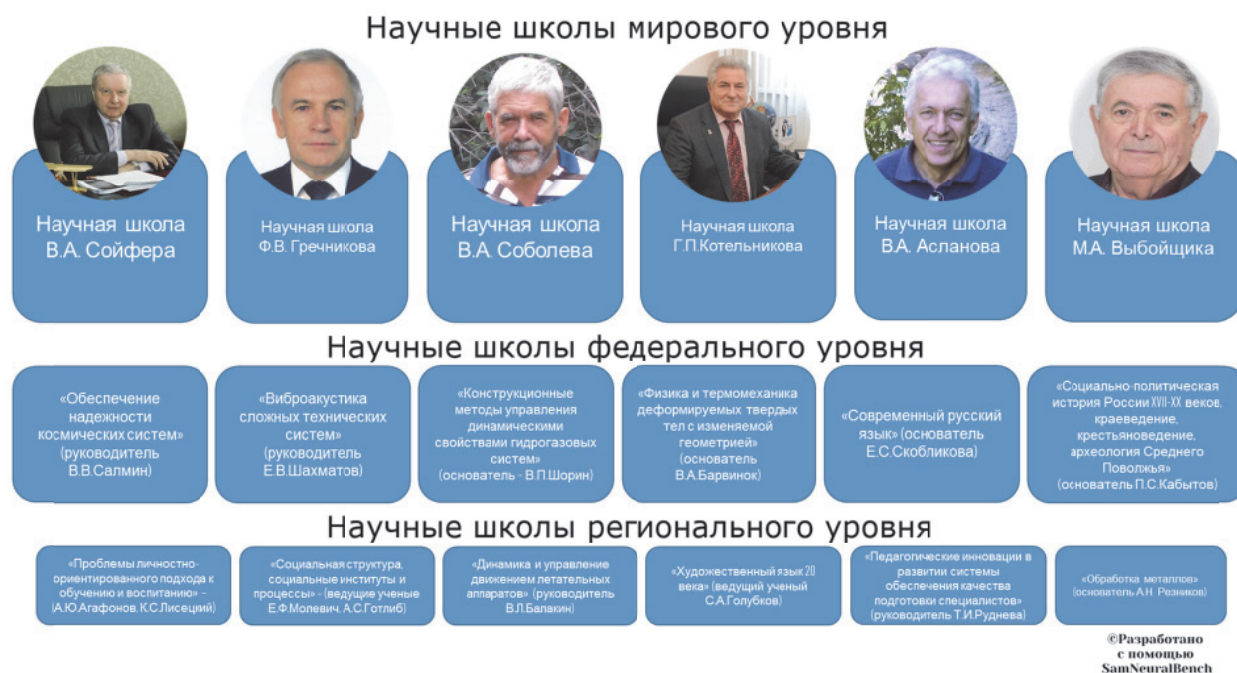 Научные школы мирового уровня
Научная школа
В.А. Сойфера
Научная школа
Ф.В. Гречникова
Научная школа
В.А. Соболева
Научная школа
Г.П.Котельникова
Научная школа
В.А. Асланова
Научная школа
М.А. Выбойщика
Научные школы федерального уровня
«Обеспечение
надежности
космических систем»
(руководитель
В.В.Салмин)
«Виброакустика
сложных технических
систем»
(руководитель
Е.В.Шахматов)
«Конструкционные
методы управления
динамическими
свойствами гидрогазовых
систем»
(основатель - В.П.Шорин)
«Физика и термомеханика
деформируемых твердых
тел с изменяемой
геометрией»
(основатель
В.А.Барвинок)
«Современный русский
язык» (основатель
Е.С.Скобликова)
«Социально-политическая
история России XVII-XX веков,
краеведение,
крестьяноведение,
археология Среднего
Поволжья»
(основатель П.С.Кабытов)
Научные школы регионального уровня
«Проблемы личностно-
ориентированного подхода к
обучению и воспитанию» –
(А.Ю.Агафонов, К.С.Лисецкий)
«Социальная структура,
социальные институты и
процессы» - (ведущие ученые
Е.Ф.Молевич, А.С.Готлиб)
«Динамика и управление
движением летательных
аппаратов» (руководитель
В.Л.Балакин)
«Художественный язык 20
века» (ведущий ученый
С.А.Голубков)
«Педагогические инновации в
развитии системы
обеспечения качества
подготовки специалистов»
(руководитель Т.И.Руднева)
«Обработка металлов»
(основатель А.Н. Резников)
©Разработано
с помощью
SamNeuralBench